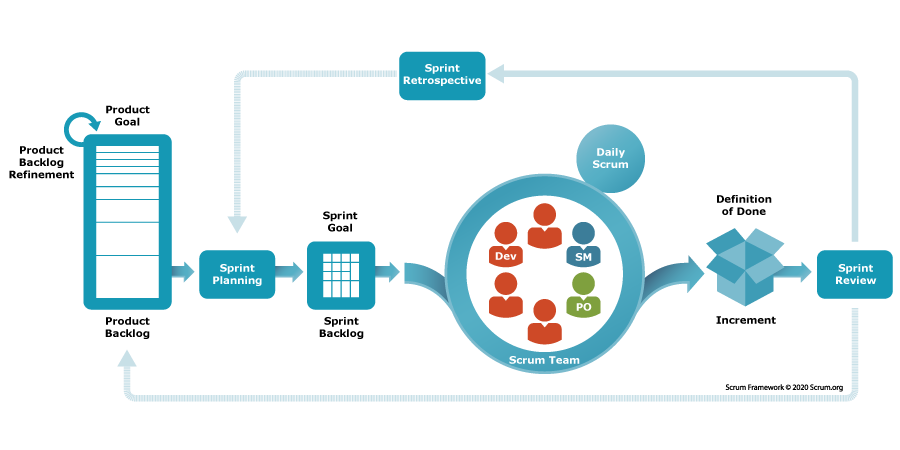 Sprint
Retrospective
Product
Goal
Product
Backlog
Refinement
Daily
Scrum
Definition
of Done
Sprint
Goal
Dev
SM
Sprint
Planning
Sprint
Review
PO
Product
Backlog
Sprint
Backlog
Increment
Scrum Team
Scrum Framework © 2020 Scrum.org